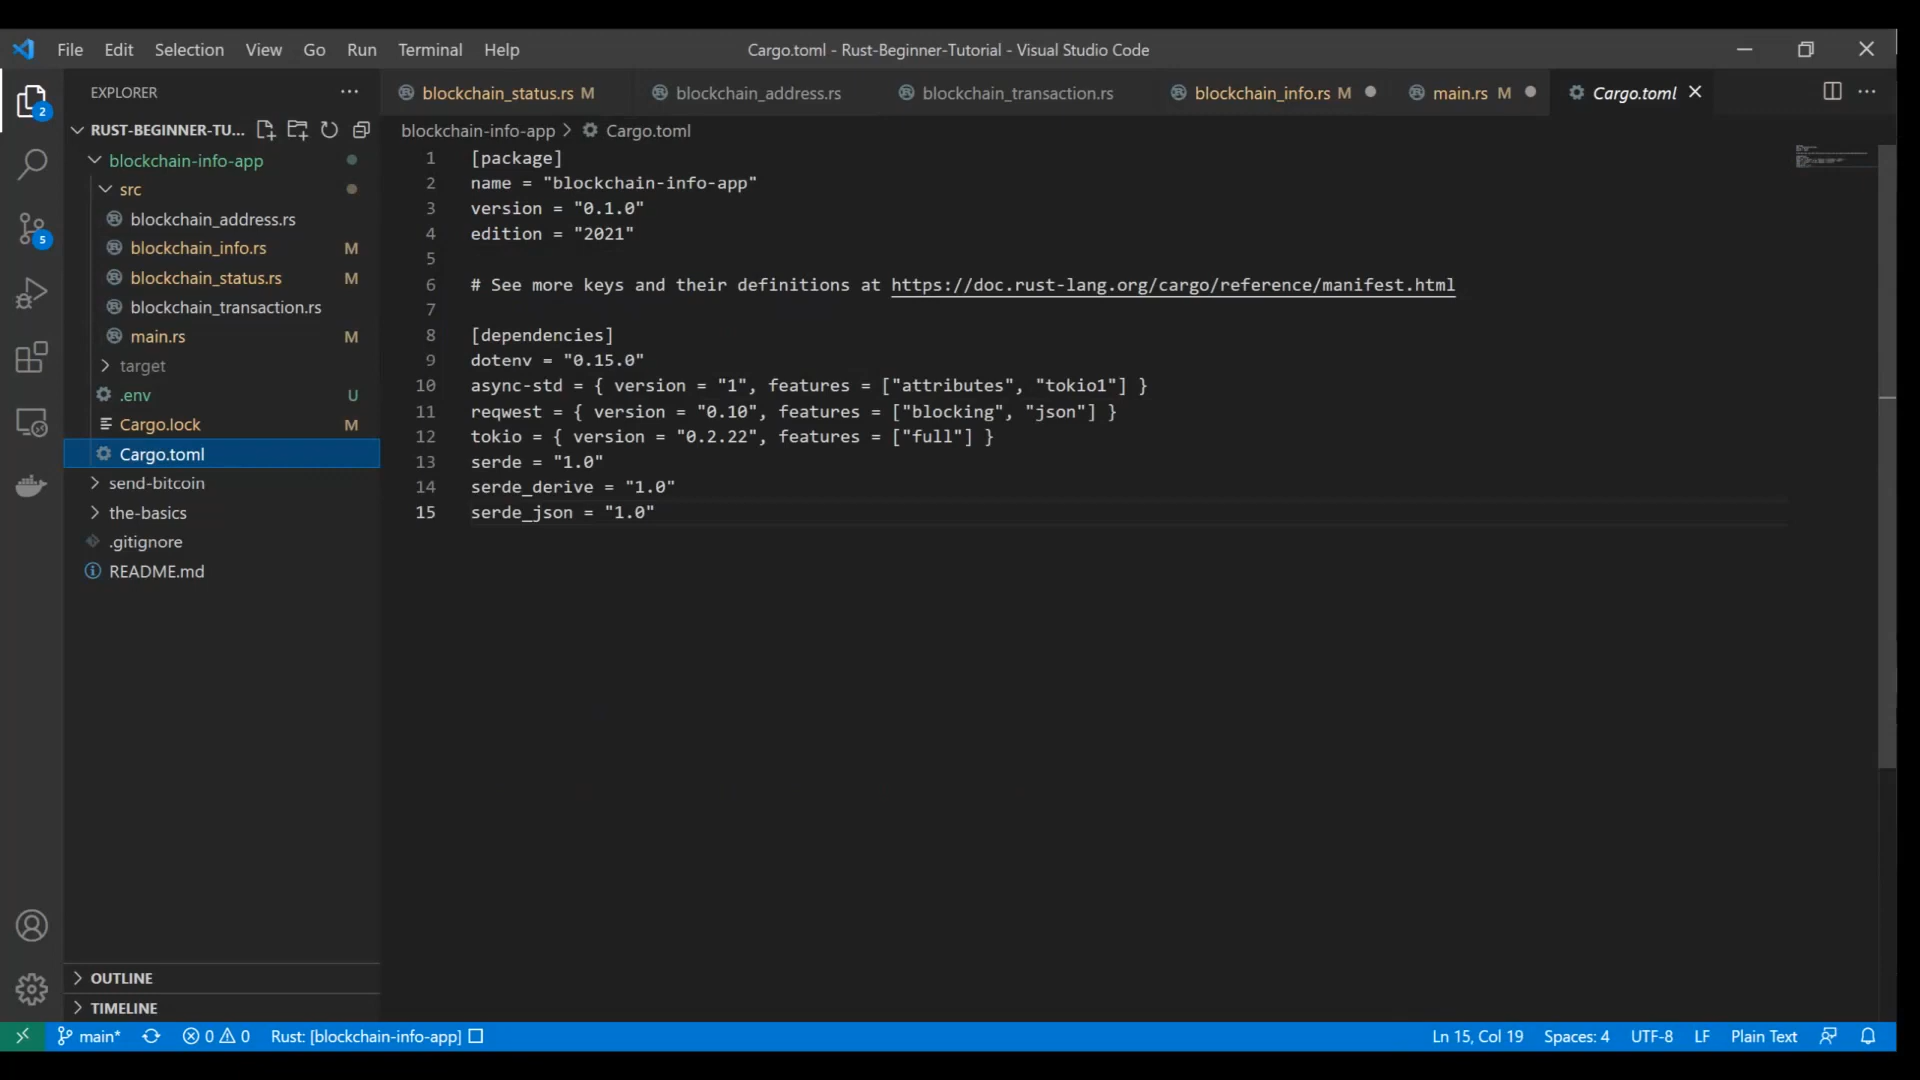 File Edit Selection View Go Run Terminal Help
Cargo.toml - Rust-Beginner-Tutorial - Visual Studio Code
EXPLORER
blockchain_status.rs M
blockchain_address.rs
blockchain_transaction.rs
blockchain_info.rs M
main.rs M
Cargo.toml
RUST-BEGINNER-TU...
blockchain-info-app
src
blockchain_address.rs
blockchain_info.rs M
blockchain_status.rs M
blockchain_transaction.rs
main.rs M
target
.env U
Cargo.lock M
Cargo.toml
send-bitcoin
the-basics
.gitignore
README.md
OUTLINE
TIMELINE
2
5
blockchain-info-app > Cargo.toml
1 [package]
2 name = "blockchain-info-app"
3 version = "0.1.0"
4 edition = "2021"
5
6 # See more keys and their definitions at https://doc.rust-lang.org/cargo/reference/manifest.html
7
8 [dependencies]
9 dotenv = "0.15.0"
10 async-std = { version = "1", features = ["attributes", "tokio1"] }
11 reqwest = { version = "0.10", features = ["blocking", "json"] }
12 tokio = { version = "0.2.22", features = ["full"] }
13 serde = "1.0"
14 serde_derive = "1.0"
15 serde_json = "1.0"
main* 0 0 Rust: [blockchain-info-app]
Ln 15, Col 19 Spaces: 4 UTF-8 LF Plain Text